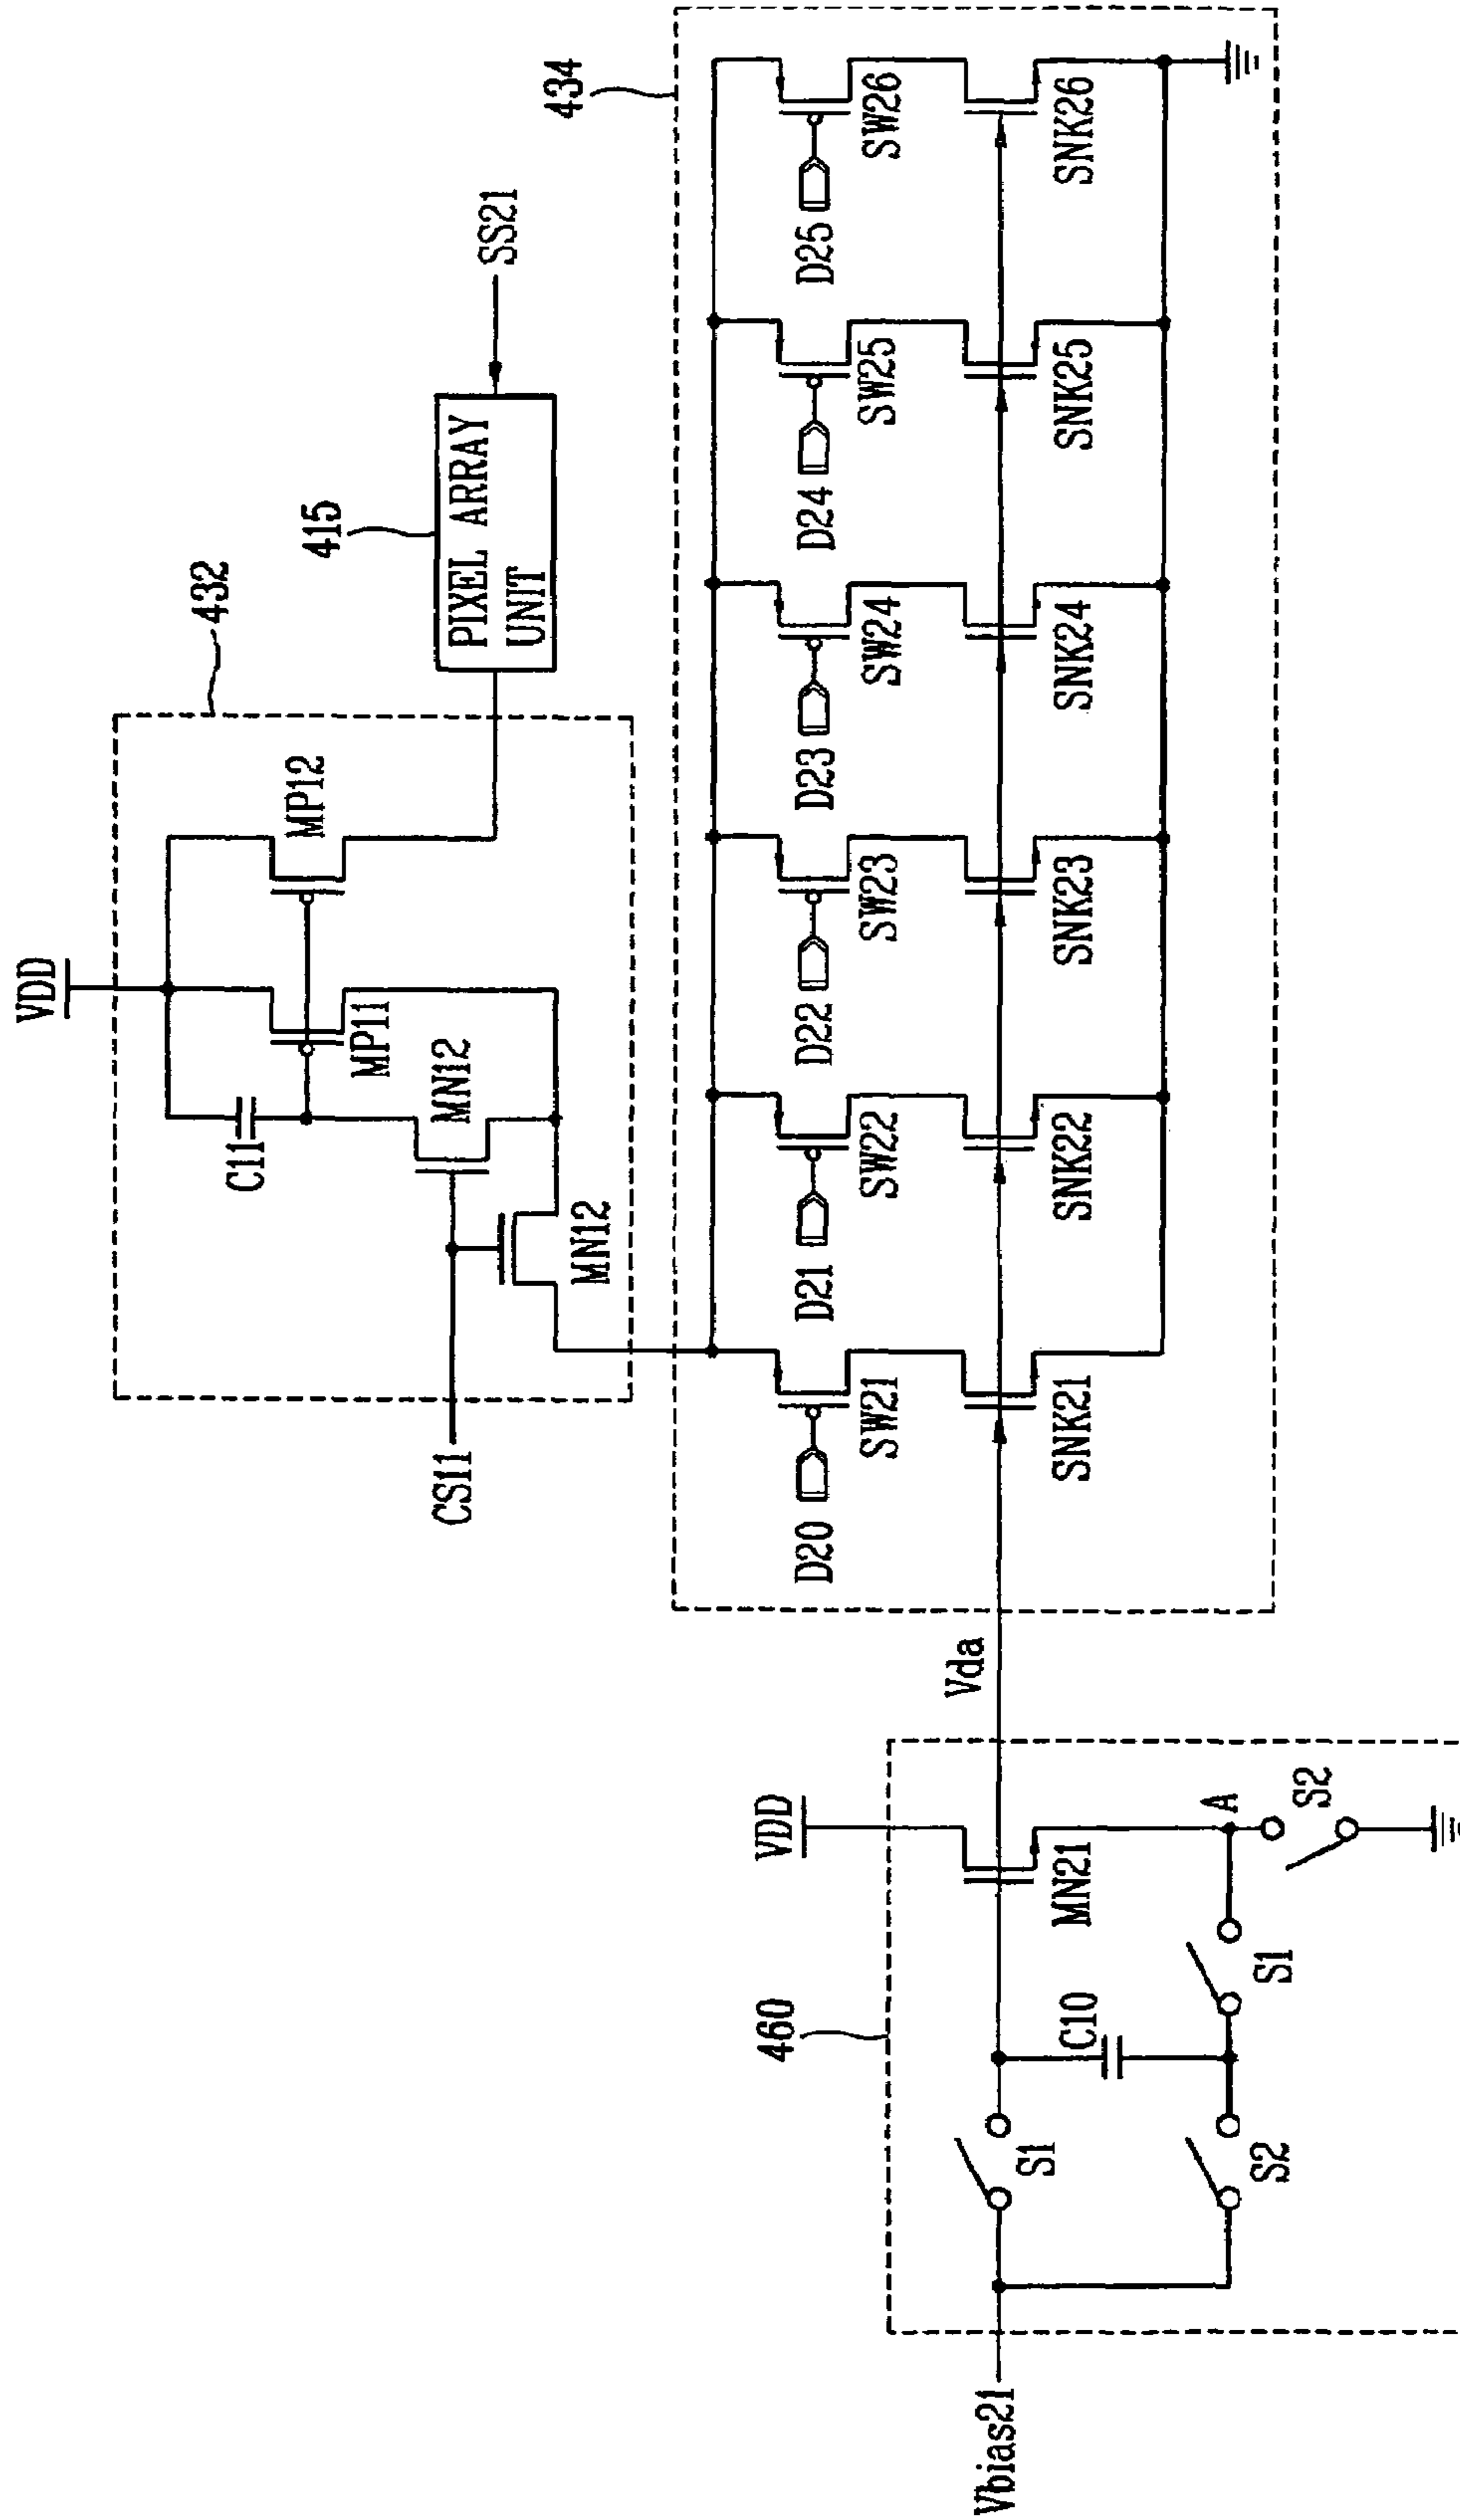 VDD
432
415
434
C11
MP11
MP12
MN12
PIXEL ARRAY
UNIT
SS21
CS11
MN12
D20
D21
D22
D23
D24
D25
SW21
SW22
SW23
SW24
SW25
SW26
SNK21
SNK22
SNK23
SNK24
SNK25
SNK26
460
VDD
Vda
Vbias21
S1
C10
MN21
S2
S1
A
S2